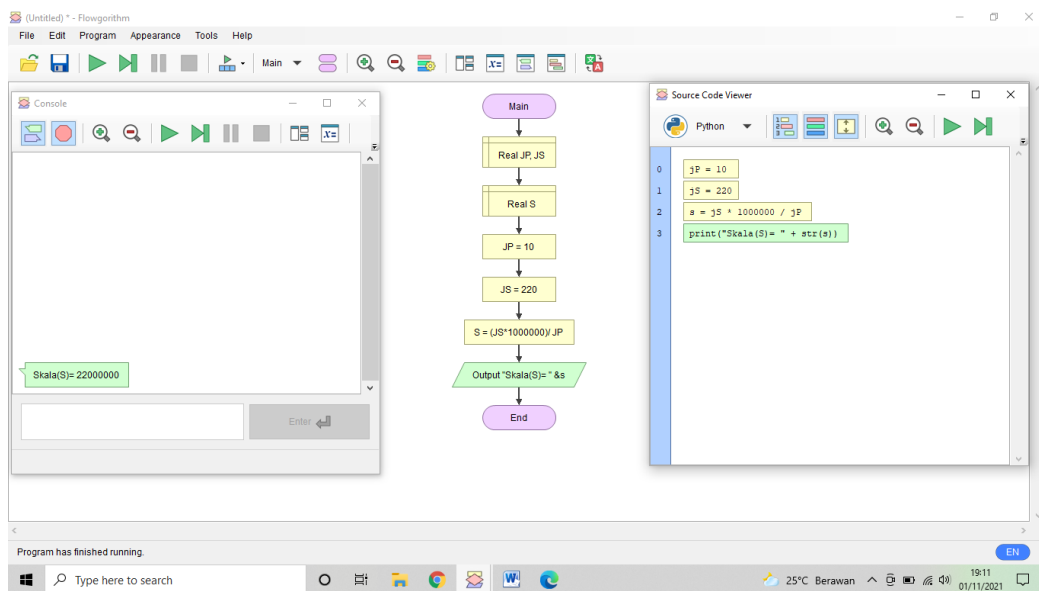 (Untitled) * - Flowgorithm
File Edit Program Appearance Tools Help
Main
Console
Skala(S)= 22000000
Enter
Main
Real JP, JS
Real S
JP = 10
JS = 220
S = (JS*1000000)/ JP
Output "Skala(S)= " &s
End
Source Code Viewer
Python
0 jP = 10
1 jS = 220
2 s = jS * 1000000 / jP
3 print("Skala(S)= " + str(s))
Program has finished running.
EN
Type here to search
25°C Berawan
19:11
01/11/2021